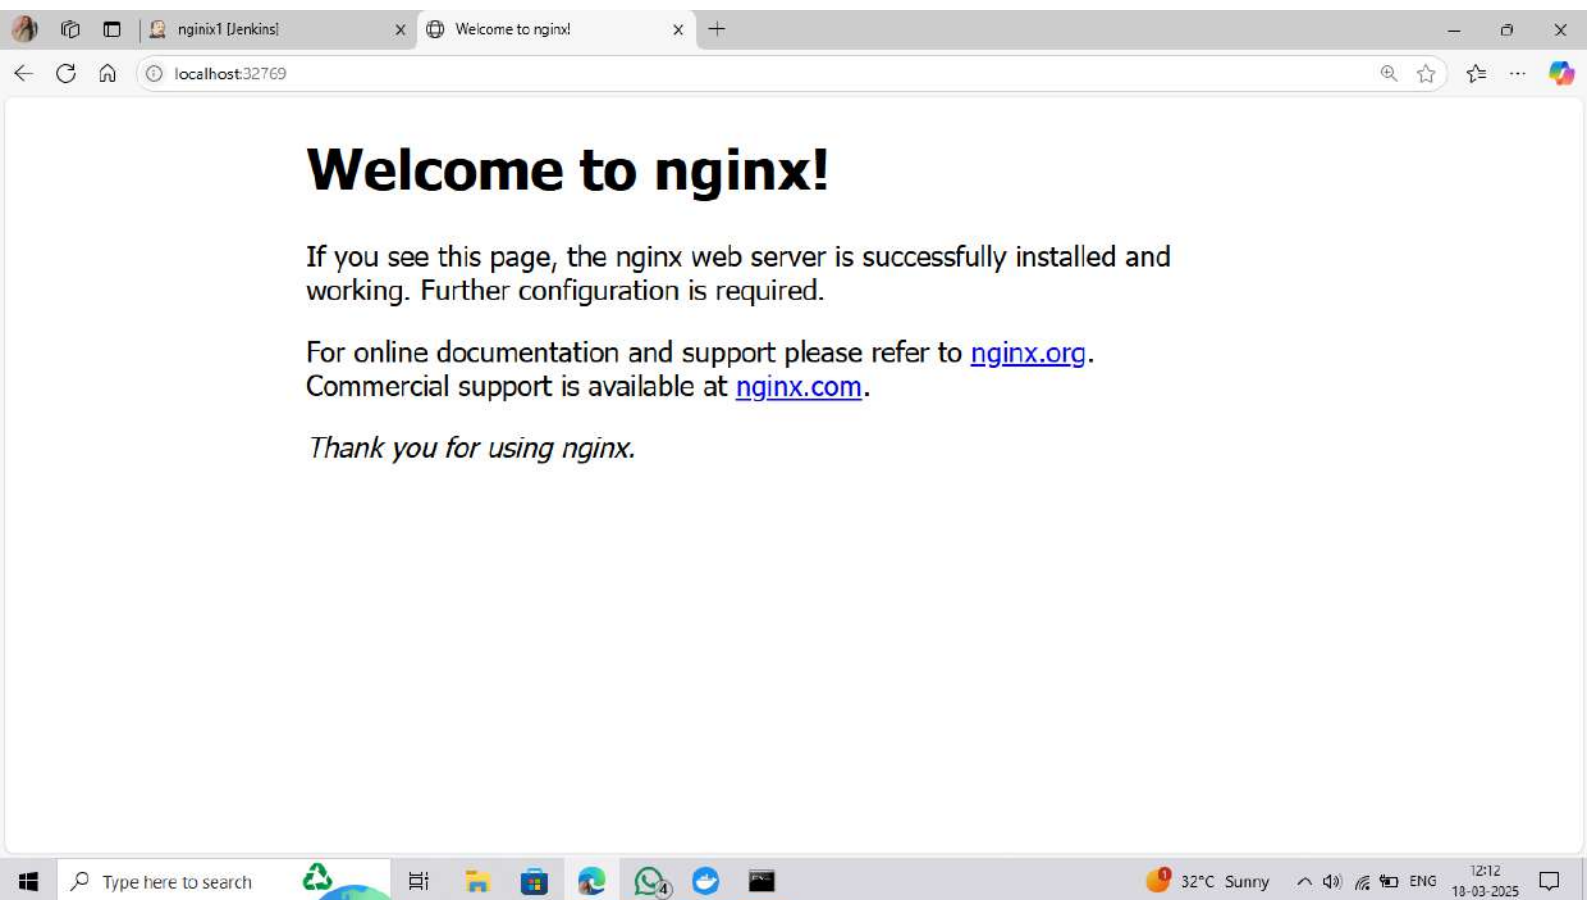 nginix1 [Jenkins]
Welcome to nginx!
localhost:32769
Welcome to nginx!
If you see this page, the nginx web server is successfully installed and
working. Further configuration is required.
For online documentation and support please refer to nginx.org.
Commercial support is available at nginx.com.
Thank you for using nginx.
Type here to search
4
9
32°C Sunny
ENG
12:12
18-03-2025